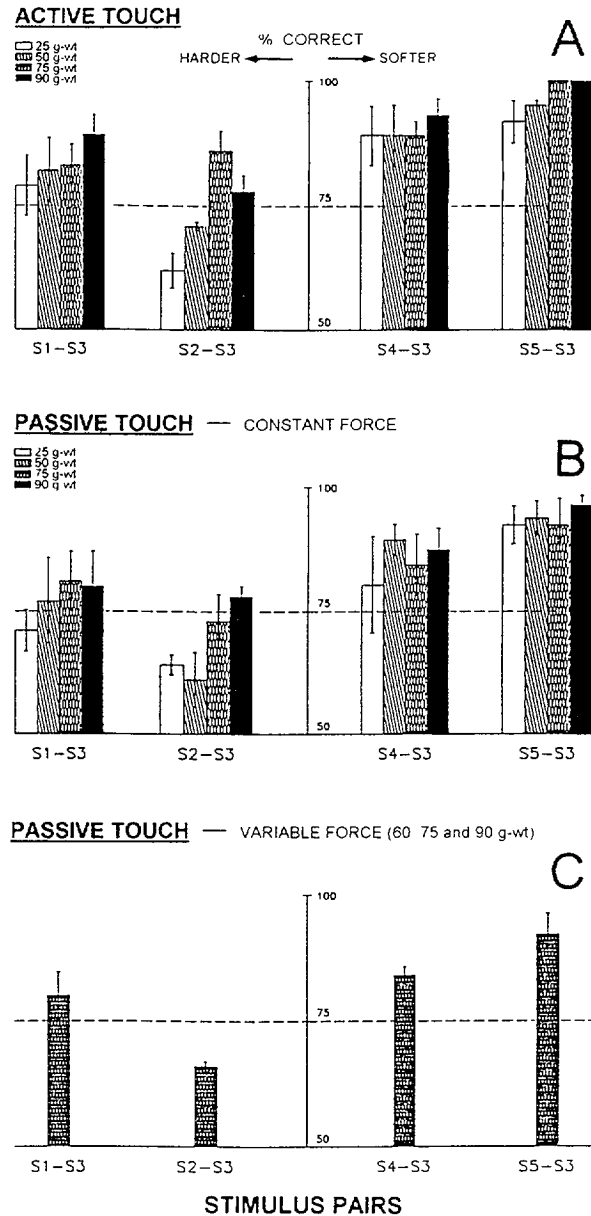 ACTIVE TOUCH
A
25 g-wt
50 g-wt
75 g-wt
90 g-wt
% CORRECT
HARDER
SOFTER
100
75
50
S1-S3
S2-S3
S4-S3
S5-S3
PASSIVE TOUCH — CONSTANT FORCE
B
25 g-wt
50 g-wt
75 g-wt
90 g wt
100
75
50
S1-S3
S2-S3
S4-S3
S5-S3
PASSIVE TOUCH — VARIABLE FORCE (60 75 and 90 g-wt)
C
100
75
50
S1-S3
S2-S3
S4-S3
S5-S3
STIMULUS PAIRS